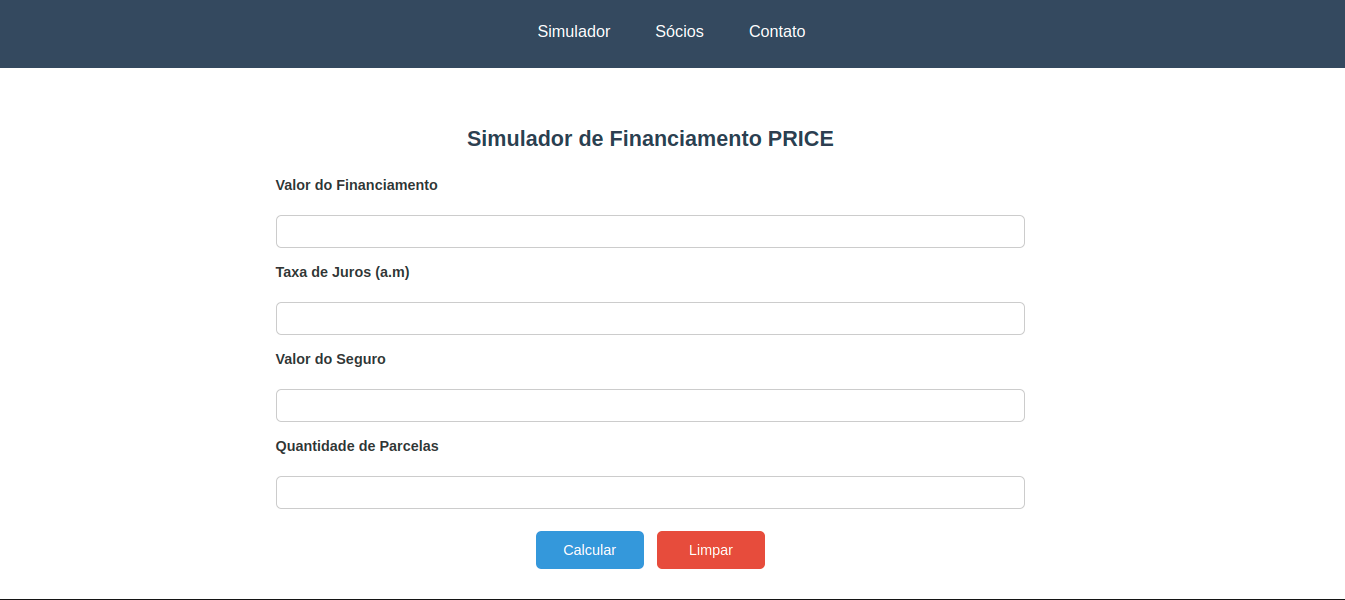 Simulador Sócios Contato
Simulador de Financiamento PRICE
Valor do Financiamento
Taxa de Juros (a.m)
Valor do Seguro
Quantidade de Parcelas
Calcular Limpar